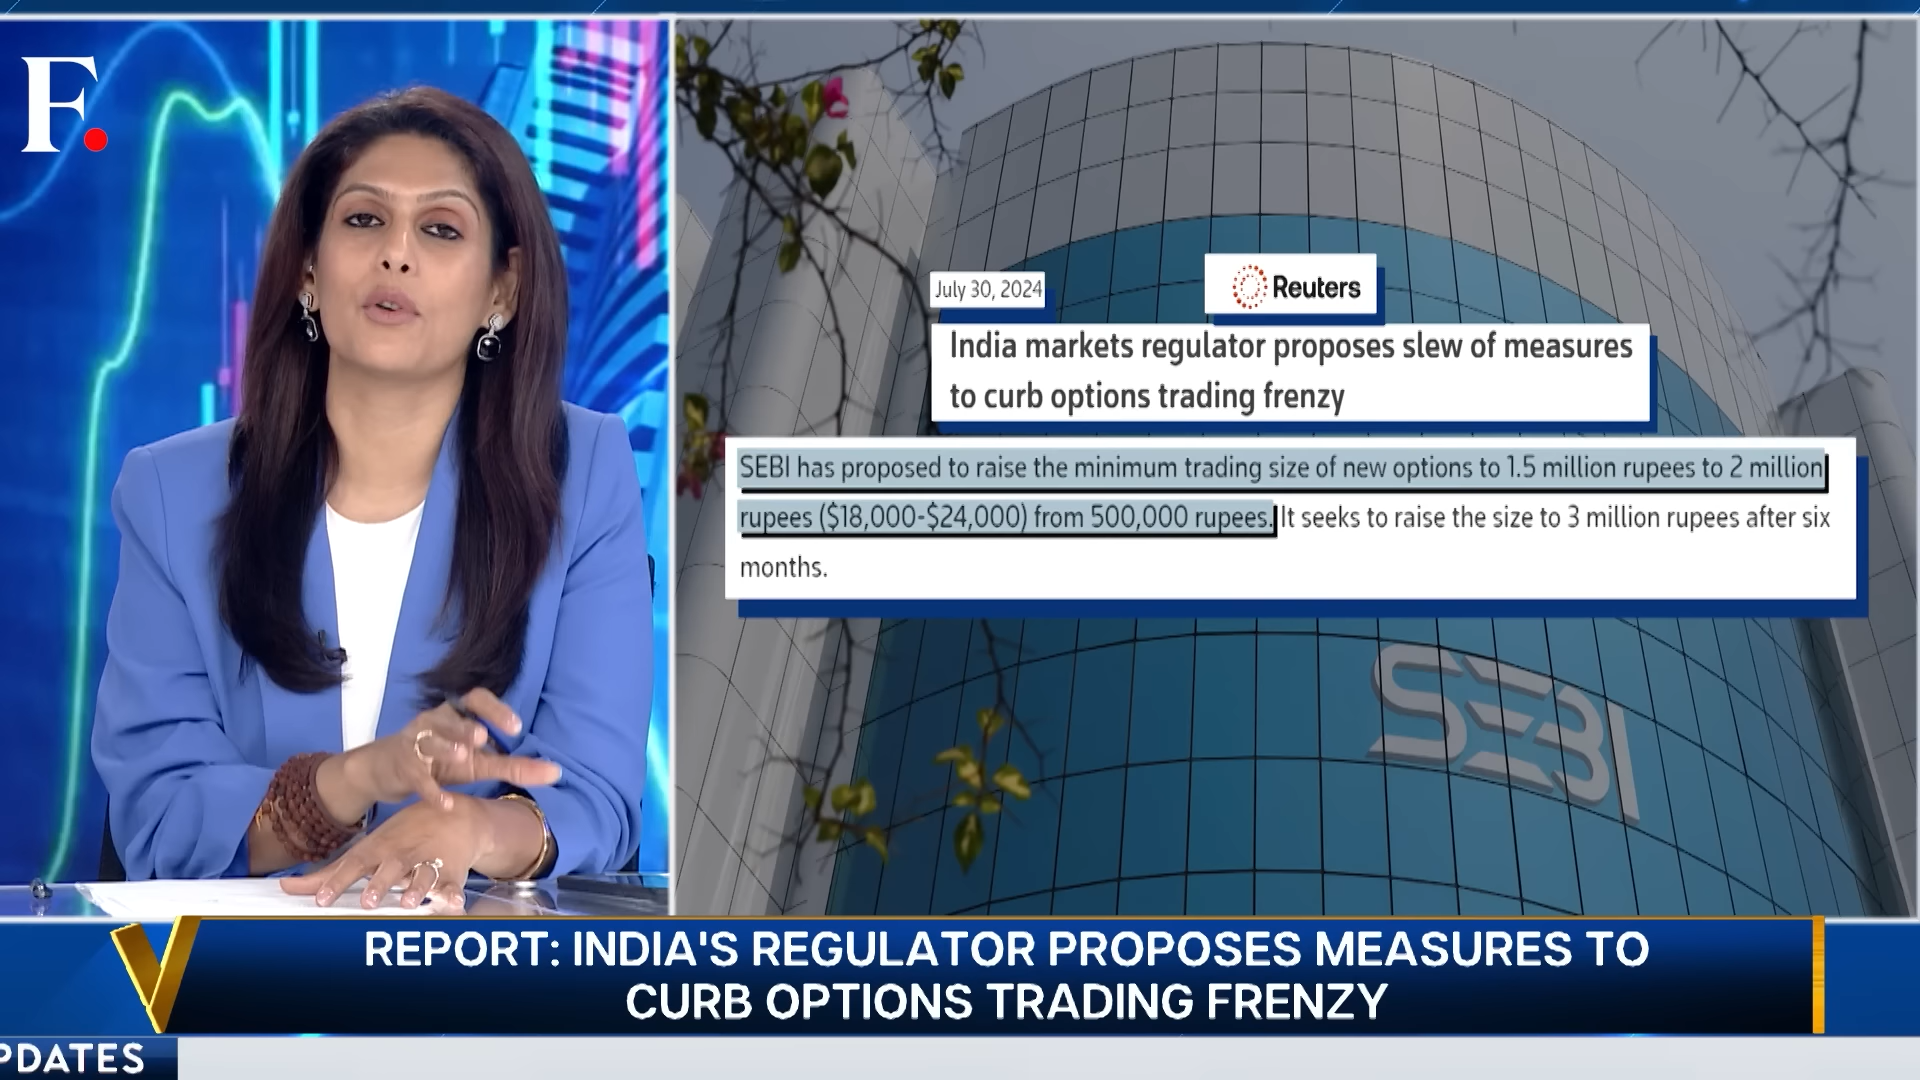 F.
July 30, 2024
Reuters
India markets regulator proposes slew of measures
to curb options trading frenzy
SEBI has proposed to raise the minimum trading size of new options to 1.5 million rupees to 2 million
rupees ($18,000-$24,000) from 500,000 rupees. It seeks to raise the size to 3 million rupees after six
months.
SEBI
V
REPORT: INDIA'S REGULATOR PROPOSES MEASURES TO
CURB OPTIONS TRADING FRENZY
PDATES